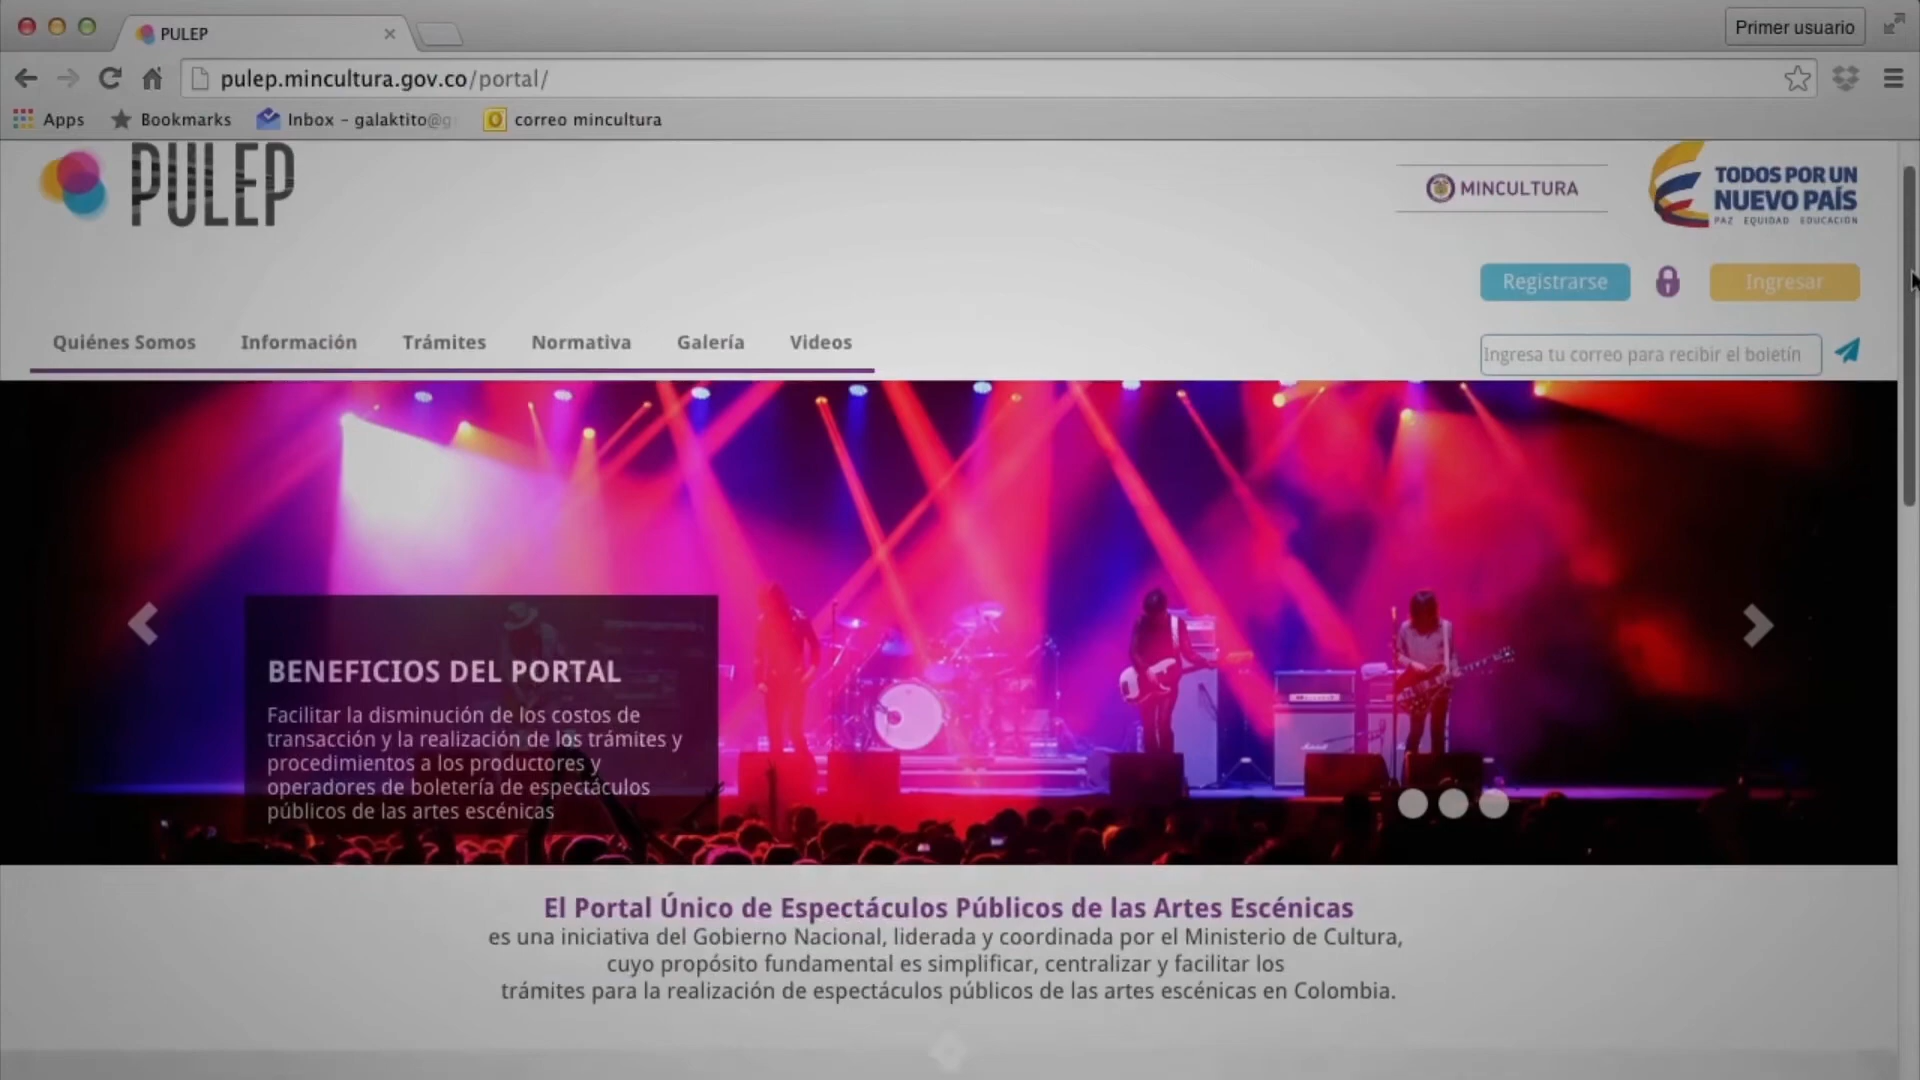 PULEP
Primer usuario
pulep.mincultura.gov.co/portal/
Apps
Bookmarks
Inbox - galaktito@g
correo mincultura
PULEP
MINCULTURA
TODOS POR UN
NUEVO PAÍS
PAZ EQUIDAD EDUCACIÓN
Registrarse
Ingresar
Quiénes Somos
Información
Trámites
Normativa
Galería
Videos
Ingresa tu correo para recibir el boletín
BENEFICIOS DEL PORTAL
Facilitar la disminución de los costos de
transacción y la realización de los trámites y
procedimientos a los productores y
operadores de boletería de espectáculos
públicos de las artes escénicas
El Portal Único de Espectáculos Públicos de las Artes Escénicas
es una iniciativa del Gobierno Nacional, liderada y coordinada por el Ministerio de Cultura,
cuyo propósito fundamental es simplificar, centralizar y facilitar los
trámites para la realización de espectáculos públicos de las artes escénicas en Colombia.